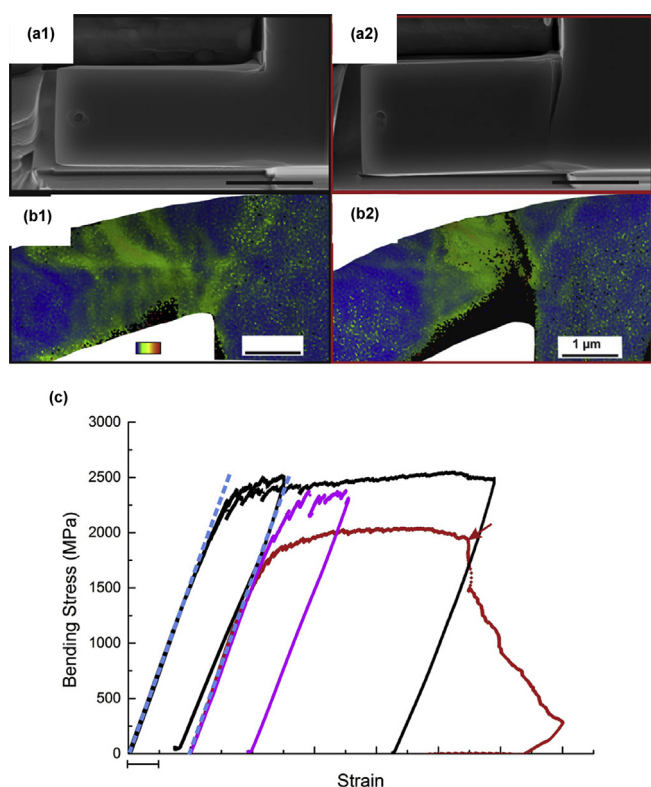 (a1)
(a2)
(b1)
(b2)
1 µm
(c)
3000
2500
2000
1500
1000
500
0
Bending Stress (MPa)
Strain